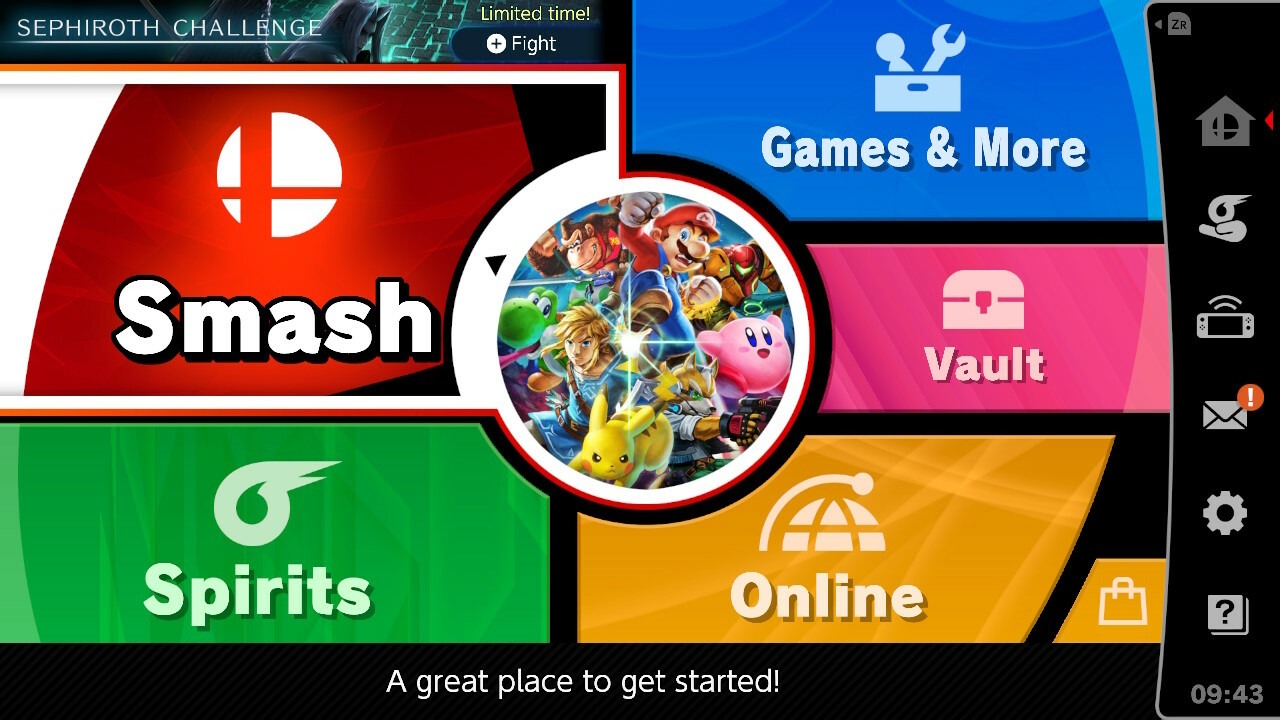 SEPHIROTH CHALLENGE
Limited time!
+ Fight
ZR
Smash
Games & More
Vault
Spirits
Online
!
?
A great place to get started!
09:43